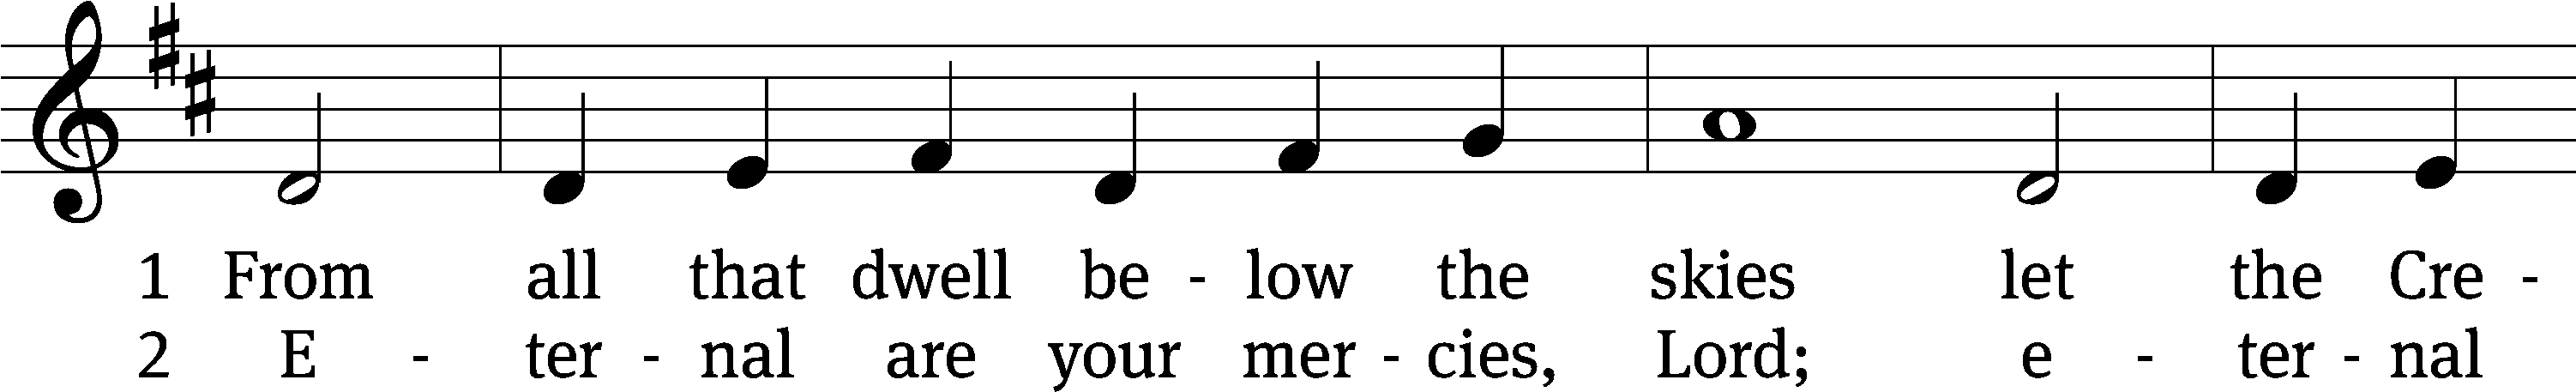 1 From all that dwell be - low the skies let the Cre -
2 E - ter - nal are your mer - cies, Lord; e - ter - nal